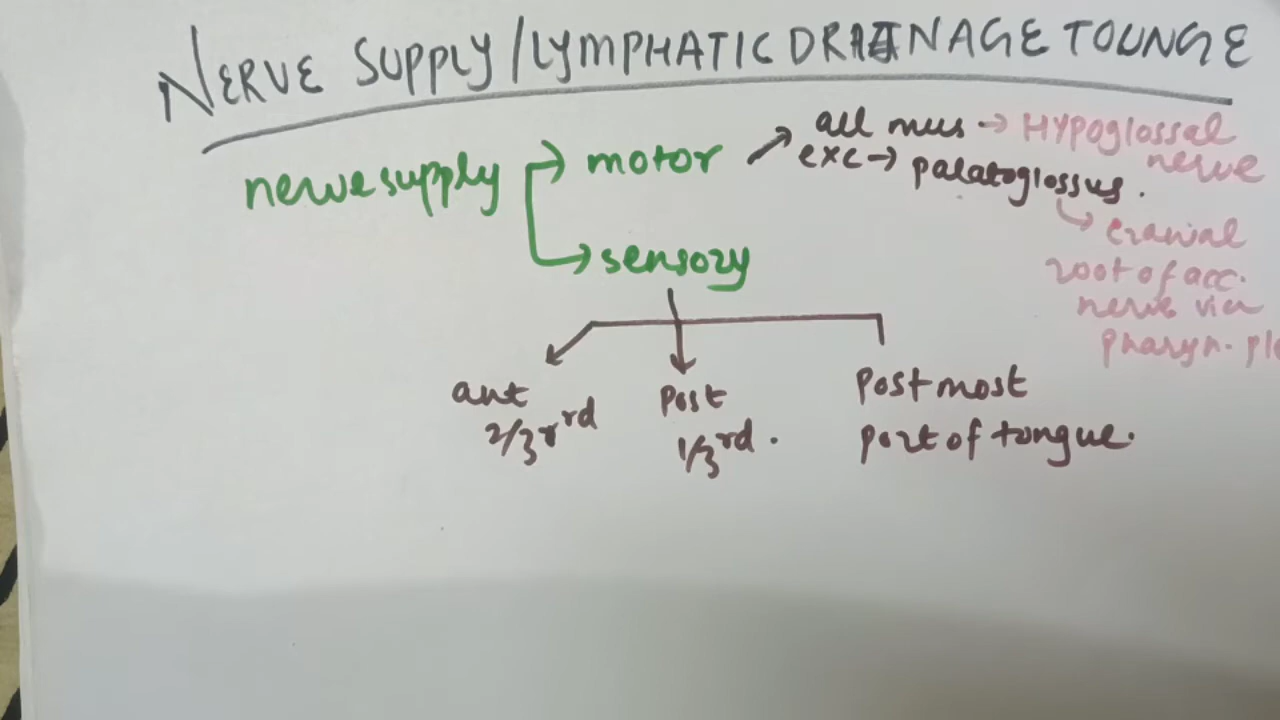 NERVE SUPPLY/LYMPHATIC DRAINAGE TOUNGE
nerve supply → motor ↗ all mus → Hypoglossal nerve
exc → palatoglossus.
↳ cranial
root of acc.
nerve via
pharyn.
→ sensory
ant
2/3rd
Post
1/3rd.
Post most
part of tongue.